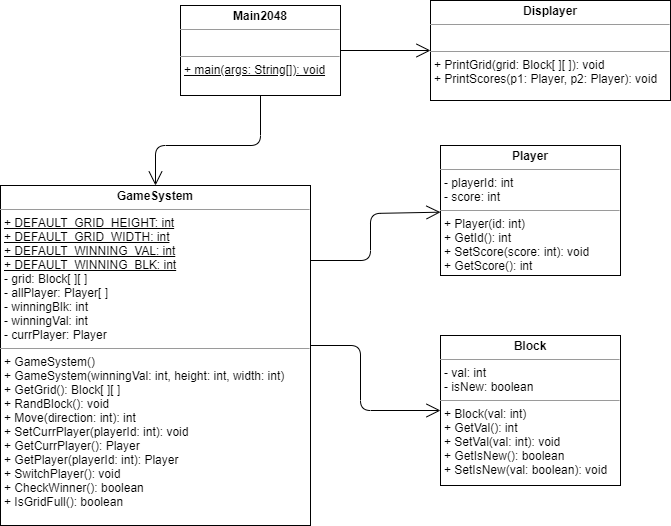 Main2048
+ main(args: String[]): void
Displayer
+ PrintGrid(grid: Block[ ][ ]): void
+ PrintScores(p1: Player, p2: Player): void
GameSystem
+ DEFAULT_GRID_HEIGHT: int
+ DEFAULT_GRID_WIDTH: int
+ DEFAULT_WINNING_VAL: int
+ DEFAULT_WINNING_BLK: int
- grid: Block[ ][ ]
- allPlayer: Player[ ]
- winningBlk: int
- winningVal: int
- currPlayer: Player
+ GameSystem()
+ GameSystem(winningVal: int, height: int, width: int)
+ GetGrid(): Block[ ][ ]
+ RandBlock(): void
+ Move(direction: int): int
+ SetCurrPlayer(playerId: int): void
+ GetCurrPlayer(): Player
+ GetPlayer(playerId: int): Player
+ SwitchPlayer(): void
+ CheckWinner(): boolean
+ IsGridFull(): boolean
Player
- playerId: int
- score: int
+ Player(id: int)
+ GetId(): int
+ SetScore(score: int): void
+ GetScore(): int
Block
- val: int
- isNew: boolean
+ Block(val: int)
+ GetVal(): int
+ SetVal(val: int): void
+ GetIsNew(): boolean
+ SetIsNew(val: boolean): void